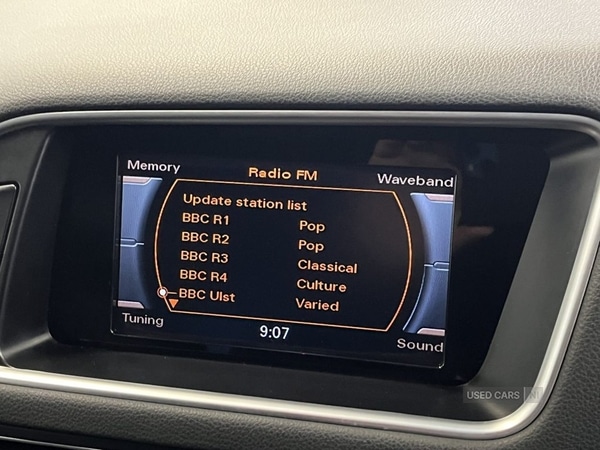 Memory
Radio FM
Waveband
Update station list
BBC R1 Pop
BBC R2 Pop
BBC R3 Classical
BBC R4 Culture
BBC Ulst Varied
Tuning
9:07
Sound
USED CARS NI